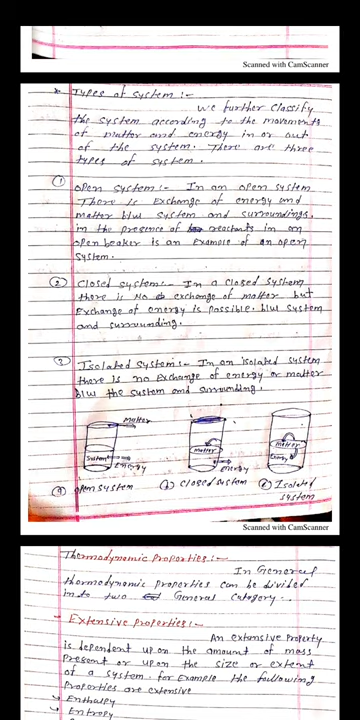 Scanned with CamScanner
* Types of System :-
We further Classify
the system according to the movements
of matter and energy in or out
of the system. There are three
types of system.
① open system :- In an open system
There is Exchange of energy and
matter b/w system and surroundings.
in the presence of reactants in an
open beaker is an Example of an open
System.
② Closed system:- In a closed system
there is No exchange of matter but
Exchange of energy is possible. b/w system
and surrounding.
③ Isolated system:- In an isolated system
there is no Exchange of energy or matter
b/w the system and surrounding.
matter
System
Energy
matter
energy
matter
Energy
open system
closed system
Isolated
system
Scanned with CamScanner
Thermodynamic Properties:-
In General
thermodynamic properties can be divided
in to two General Category.
- Extensive properties:-
An extensive property
is dependent upon the amount of mass
present or upon the size or extent
of a system. for Example the following
properties are extensive
→ Enthalpy
→ Entropy